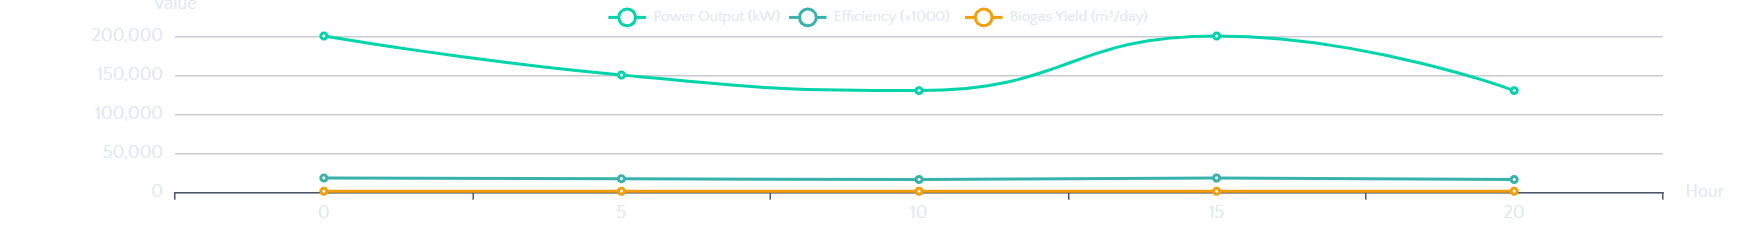 Value
Power Output (kW) Efficiency (×1000) Biogas Yield (m³/day)
200,000
150,000
100,000
50,000
0
Hour
0 5 10 15 20